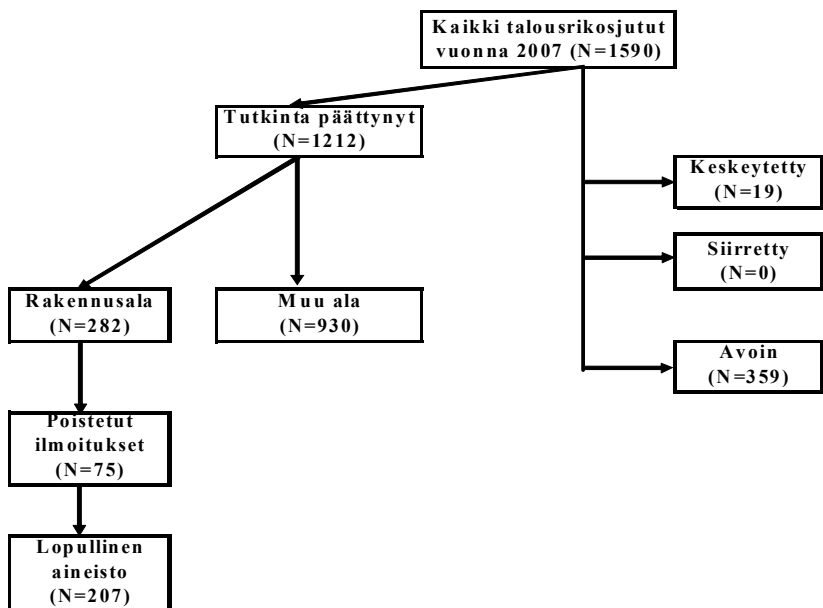 Kaikki talousrikosjutut
vuonna 2007 (N=1590)
Tutkinta päättynyt
(N=1212)
Keskeytetty
(N=19)
Siirretty
(N=0)
Rakennusala
(N=282)
Muu ala
(N=930)
Avoin
(N=359)
Poistetut
ilmoitukset
(N=75)
Lopullinen
aineisto
(N=207)